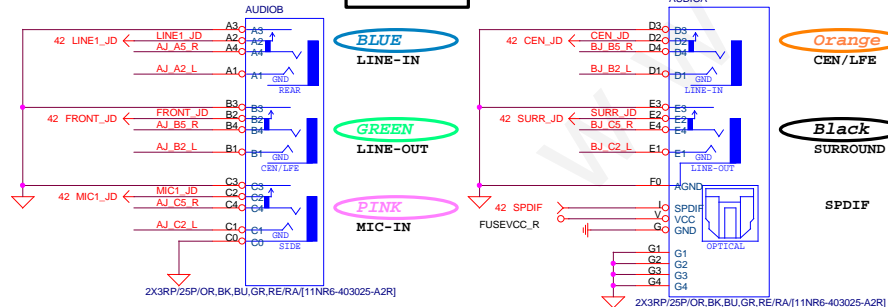 AUDIOB
A3 A3
42 LINE1_JD LINE1_JD A2 A2
AJ_A5_R A4 A4
AJ_A2_L A1 A1
GND
REAR
BLUE
LINE-IN
B3 B3
42 FRONT_JD FRONT_JD B2 B2
AJ_B5_R B4 B4
AJ_B2_L B1 B1
GND
CEN/LFE
GREEN
LINE-OUT
C3 C3
42 MIC1_JD MIC1_JD C2 C2
AJ_C5_R C4 C4
AJ_C2_L C1 C1
GND
C0 C0
SIDE
PINK
MIC-IN
2X3RP/25P/OR,BK,BU,GR,RE/RA/[11NR6-403025-A2R]
D3 D3
42 CEN_JD CEN_JD D2 D2
BJ_B5_R D4 D4
BJ_B2_L D1 D1
GND
LINE-IN
Orange
CEN/LFE
E3 E3
42 SURR_JD SURR_JD E2 E2
BJ_C5_R E4 E4
BJ_C2_L E1 E1
GND
LINE-OUT
Black
SURROUND
F0 AGND
42 SPDIF I SPDIF
FUSEVCC_R V VCC
G GND
OPTICAL
SPDIF
G1 G1
G2 G2
G3 G3
G4 G4
2X3RP/25P/OR,BK,BU,GR,RE/RA/[11NR6-403025-A2R]